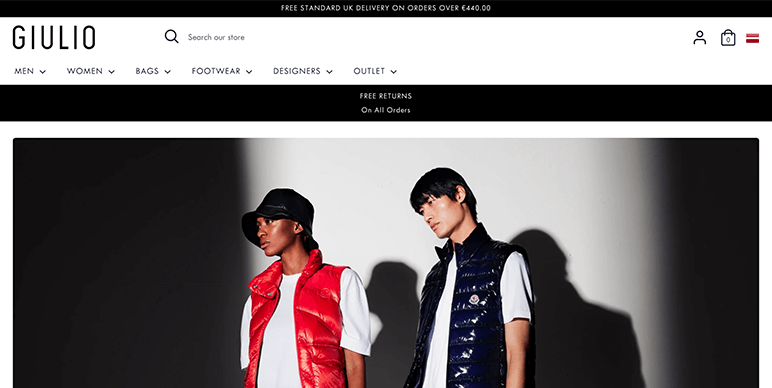 FREE STANDARD UK DELIVERY ON ORDERS OVER €440.00
GIULIO
Search our store
0
MEN
WOMEN
BAGS
FOOTWEAR
DESIGNERS
OUTLET
FREE RETURNS
On All Orders